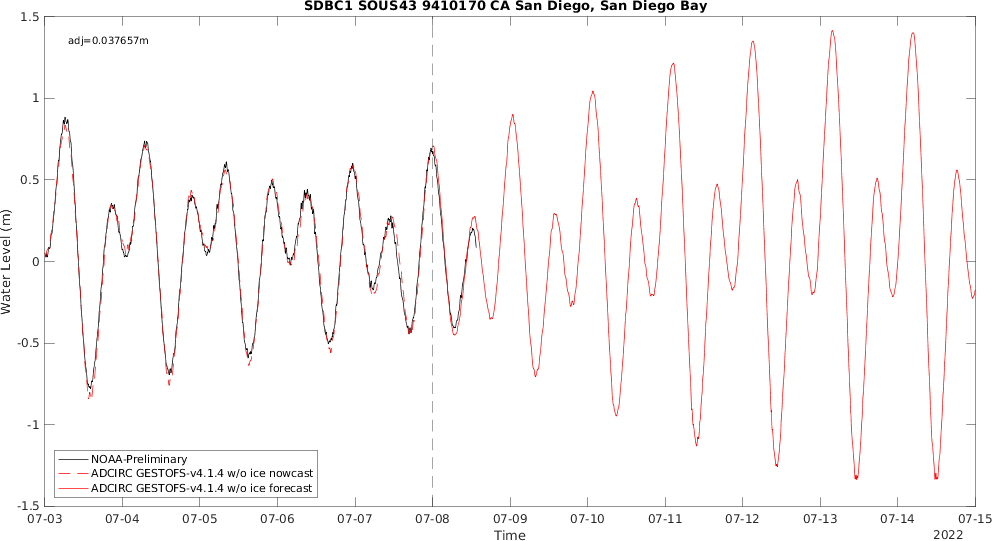 SDBC1 SOUS43 9410170 CA San Diego, San Diego Bay
1.5
adj=0.037657m
1
0.5
0
-0.5
-1
-1.5
Water Level (m)
NOAA-Preliminary
ADCIRC GESTOFS-v4.1.4 w/o ice nowcast
ADCIRC GESTOFS-v4.1.4 w/o ice forecast
07-03 07-04 07-05 07-06 07-07 07-08 07-09 07-10 07-11 07-12 07-13 07-14 07-15
Time
2022